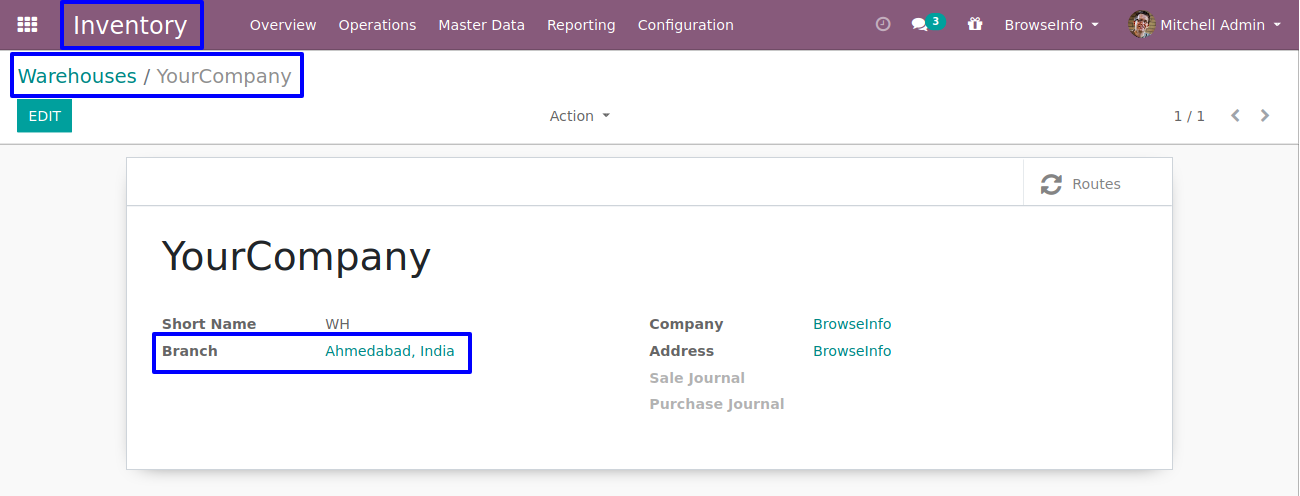 Inventory Overview Operations Master Data Reporting Configuration 3 BrowseInfo Mitchell Admin
Warehouses / YourCompany
EDIT Action 1 / 1
Routes
YourCompany
Short Name WH Company BrowseInfo
Branch Ahmedabad, India Address BrowseInfo
Sale Journal
Purchase Journal